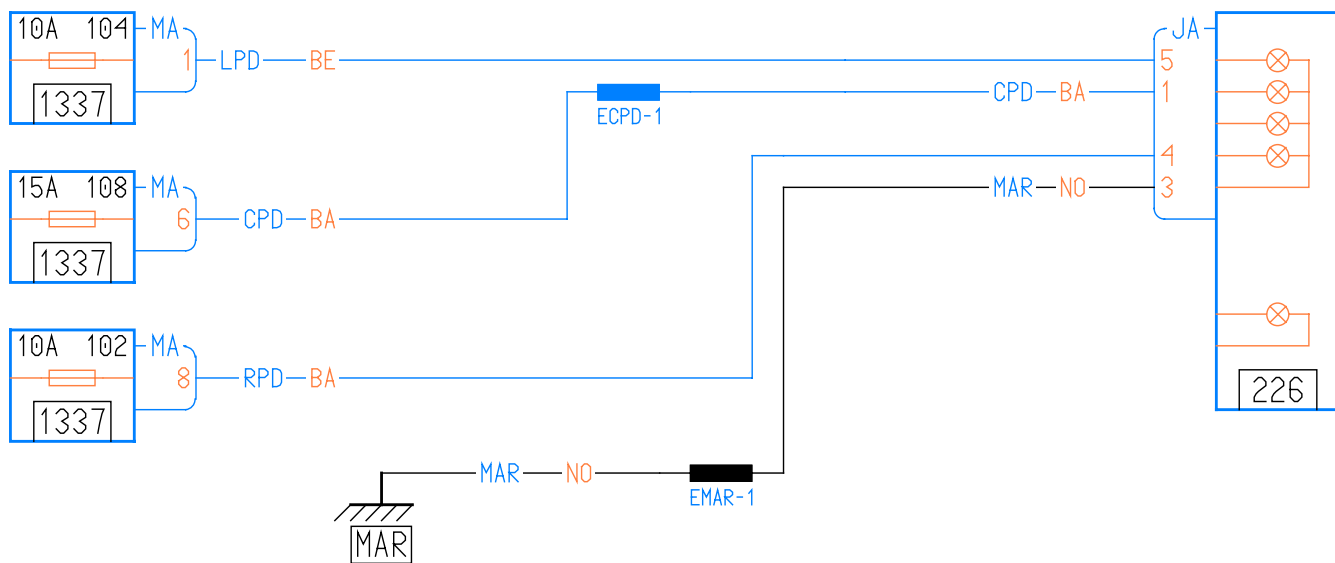 10A 104 MA JA
1 LPD BE 5
1337 CPD BA 1
ECPD-1
15A 108 MA 4
6 CPD BA MAR NO 3
1337
10A 102 MA
8 RPD BA 226
1337
MAR NO
EMAR-1
MAR